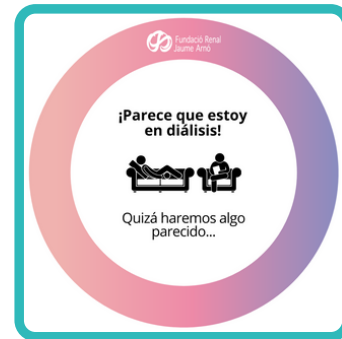 Fundació Renal
Jaume Arnó
¡Parece que estoy
en diálisis!
Quizá haremos algo
parecido...